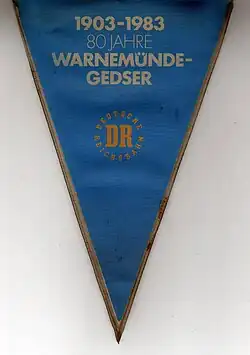 1903-1983
80 JAHRE
WARNEMÜNDE-
GEDSER
DEUTSCHE
DR
REICHSBAHN